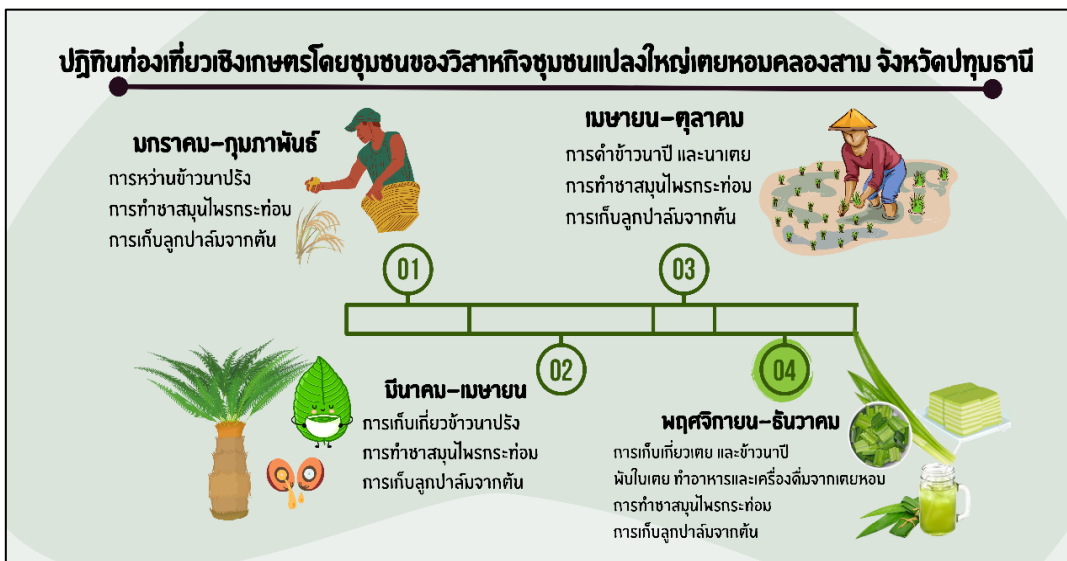 ปฏิทินท่องเที่ยวเชิงเกษตรโดยชุมชนของวิสาหกิจชุมชนแปลงใหญ่เตยหอมคลองสาม จังหวัดปทุมธานี
มกราคม-กุมภาพันธ์
การหว่านข้าวนาปรัง
การทำชาสมุนไพรกระท่อม
การเก็บลูกปาล์มจากต้น
01
มีนาคม-เมษายน
การเก็บเกี่ยวข้าวนาปรัง
การทำชาสมุนไพรกระท่อม
การเก็บลูกปาล์มจากต้น
02
เมษายน-ตุลาคม
การดำข้าวนาปี และนาเตย
การทำชาสมุนไพรกระท่อม
การเก็บลูกปาล์มจากต้น
03
04
พฤศจิกายน-ธันวาคม
การเก็บเกี่ยวเตย และข้าวนาปี
พับใบเตย ทำอาหารและเครื่องดื่มจากเตยหอม
การทำชาสมุนไพรกระท่อม
การเก็บลูกปาล์มจากต้น